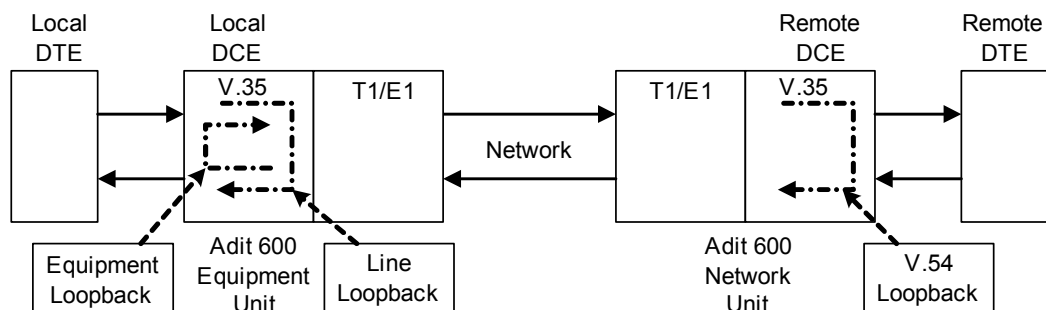 Local
DTE
Local
DCE
Remote
DCE
Remote
DTE
V.35
T1/E1
T1/E1
V.35
Network
Equipment
Loopback
Adit 600
Equipment
Unit
Line
Loopback
Adit 600
Network
Unit
V.54
Loopback